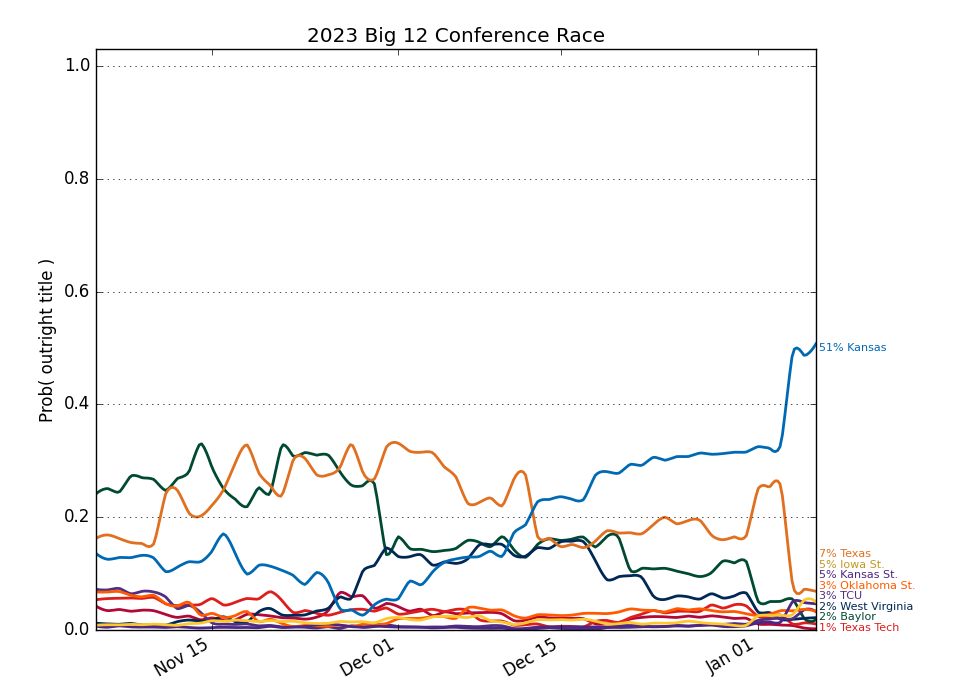 2023 Big 12 Conference Race
Prob( outright title )
1.0
0.8
0.6
0.4
0.2
0.0
Nov 15
Dec 01
Dec 15
Jan 01
51% Kansas
7% Texas
5% Iowa St.
5% Kansas St.
3% Oklahoma St.
3% TCU
2% West Virginia
2% Baylor
1% Texas Tech